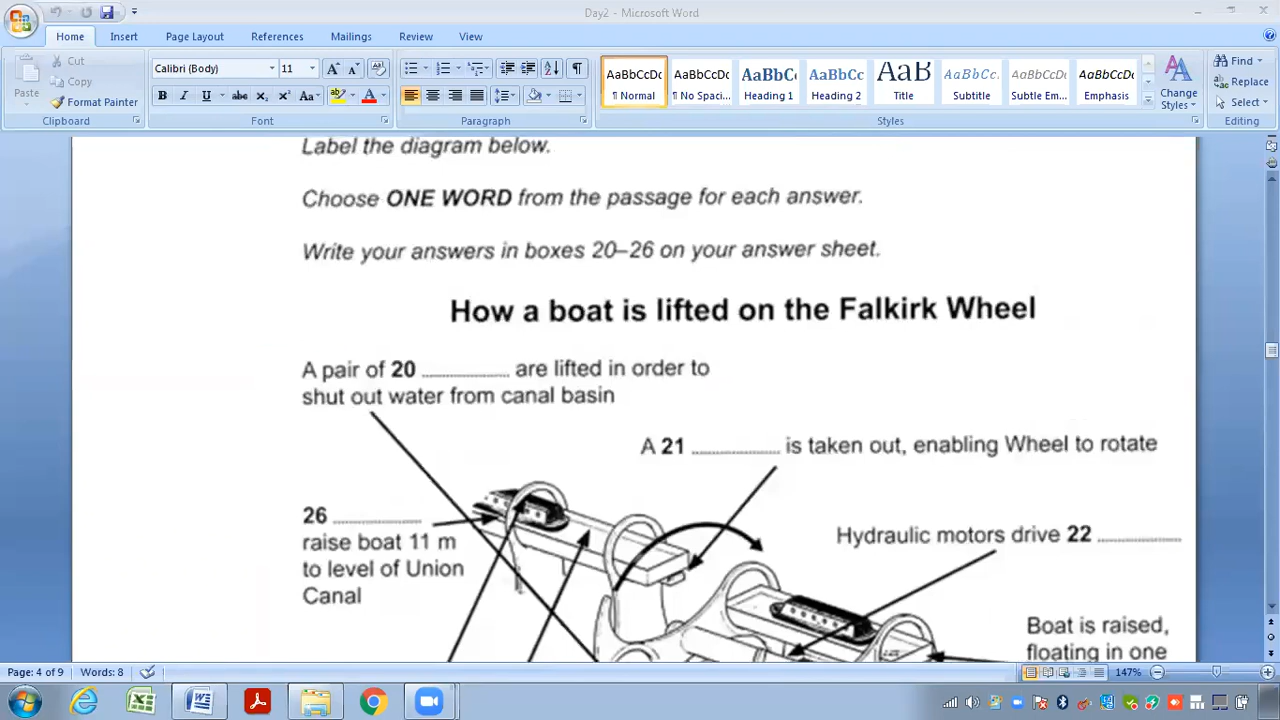 Day2 - Microsoft Word
Home Insert Page Layout References Mailings Review View
Paste
Cut
Copy
Format Painter
Clipboard
Calibri (Body) 11
B I U abc x₂ x² Aa
Font
Paragraph
AaBbCcDc AaBbCcDc AaBbCc AaBbCc AaB AaBbCc. AaBbCcDc AaBbCcDc
¶ Normal ¶ No Spaci... Heading 1 Heading 2 Title Subtitle Subtle Em... Emphasis
Change Styles
Styles
Find
Replace
Select
Editing
Label the diagram below.
Choose ONE WORD from the passage for each answer.
Write your answers in boxes 20–26 on your answer sheet.
How a boat is lifted on the Falkirk Wheel
A pair of 20 .................... are lifted in order to
shut out water from canal basin
A 21 .................... is taken out, enabling Wheel to rotate
26 ....................
raise boat 11 m
to level of Union
Canal
Hydraulic motors drive 22 ....................
Boat is raised,
floating in one
Page: 4 of 9 Words: 8 147%